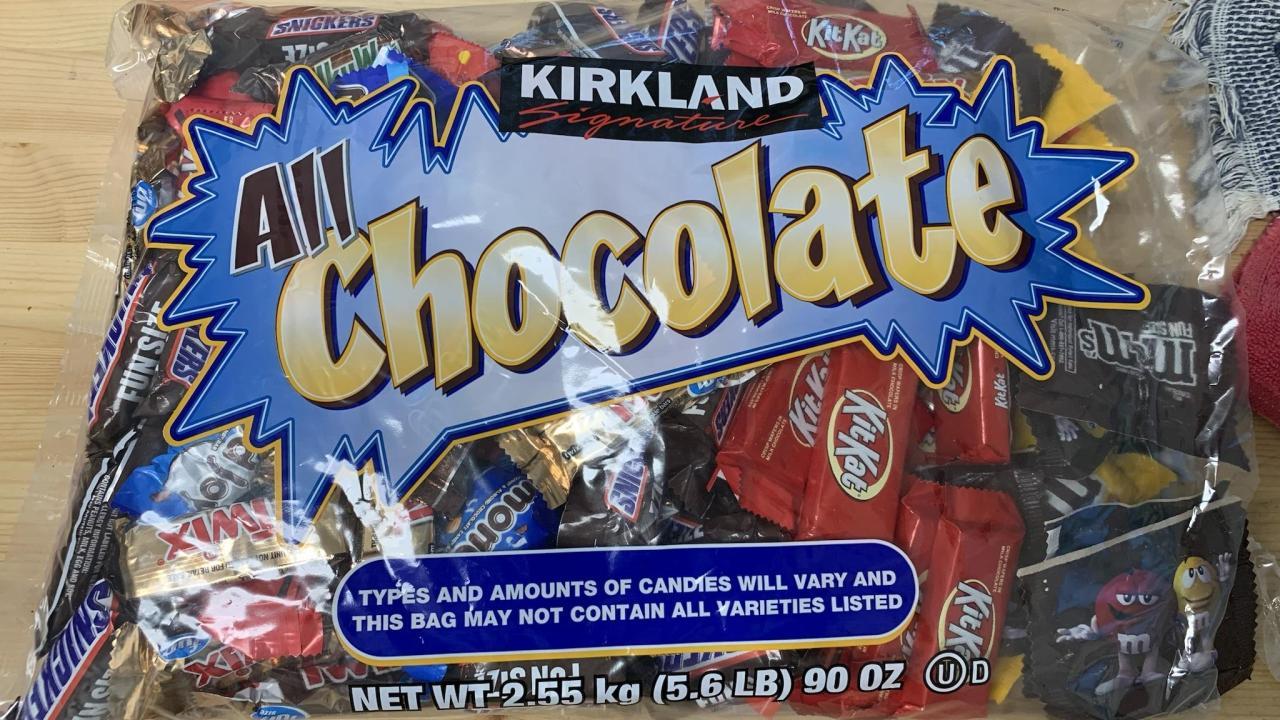 SNICKERS
KitKat
KIRKLAND
Signature
All
Chocolate
FUN SIZE
m&m's
KitKat
KitKat
KitKat
TWIX
SNICKERS
TYPES AND AMOUNTS OF CANDIES WILL VARY AND
THIS BAG MAY NOT CONTAIN ALL VARIETIES LISTED
KitKat
m
NET WT 2.55 kg (5.6 LB) 90 OZ U D